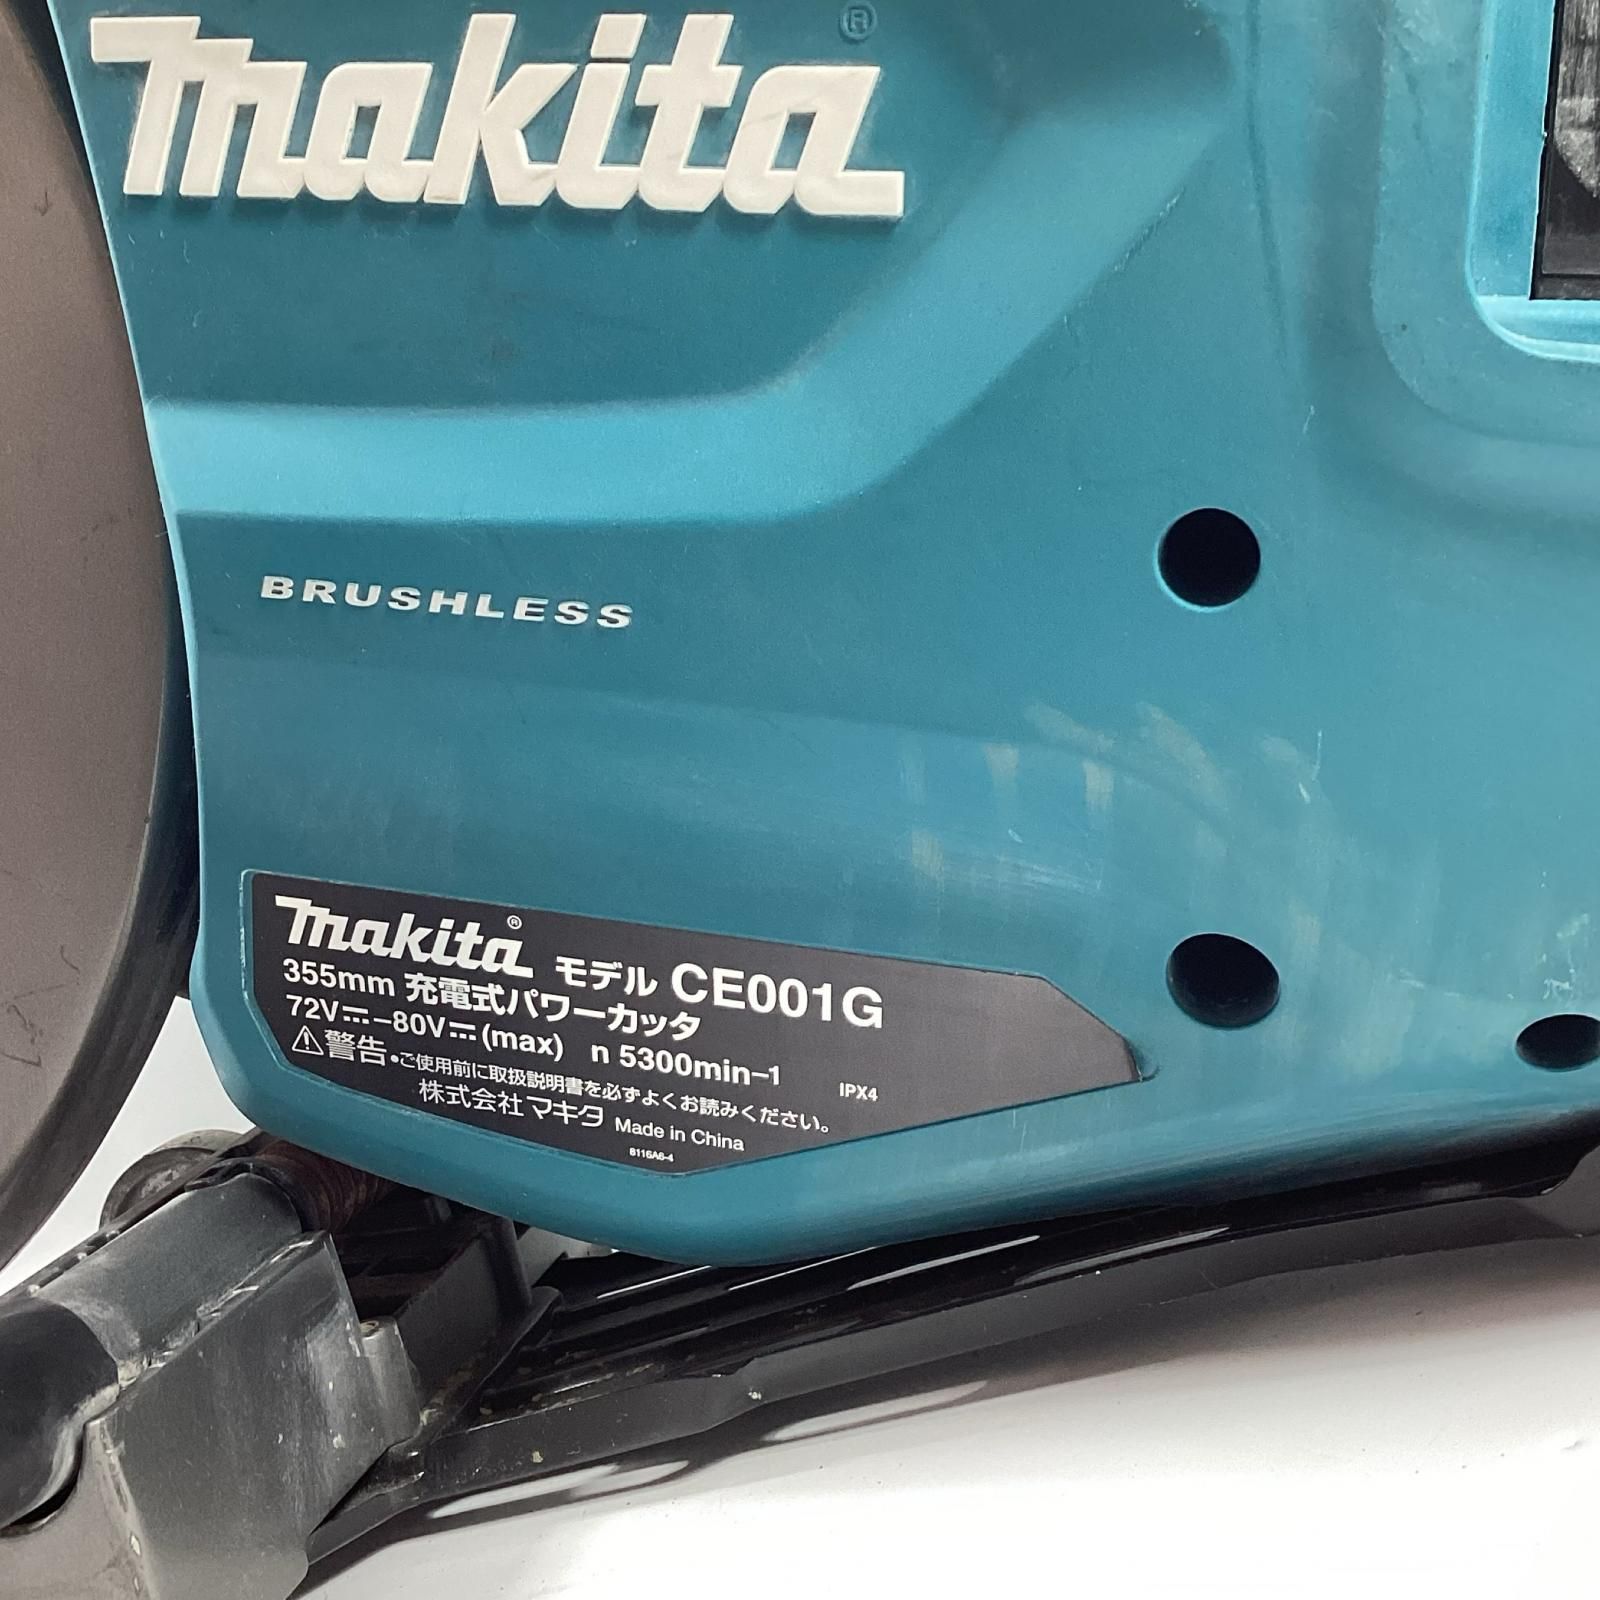 makita®
BRUSHLESS
makita® モデル CE001G
355mm 充電式パワーカッタ
72V⎓-80V⎓(max) n 5300min-1
⚠警告•ご使用前に取扱説明書を必ずよくお読みください。 IPX4
株式会社マキタ Made in China
8116A6-4